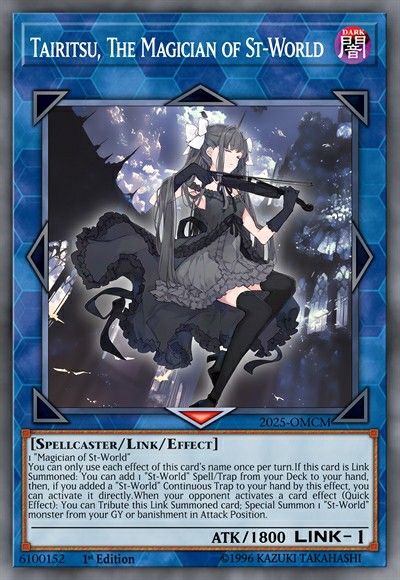 Tairitsu, The Magician of St-World
DARK
闇
2025-OMCM
[Spellcaster/Link/Effect]
1 "Magician of St-World"
You can only use each effect of this card's name once per turn.If this card is Link
Summoned: You can add 1 "St-World" Spell/Trap from your Deck to your hand,
then, if you added a "St-World" Continuous Trap to your hand by this effect, you
can activate it directly.When your opponent activates a card effect (Quick
Effect): You can Tribute this Link Summoned card; Special Summon 1 "St-World"
monster from your GY or banishment in Attack Position.
ATK/1800 LINK-1
6100152 1st Edition ©1996 KAZUKI TAKAHASHI